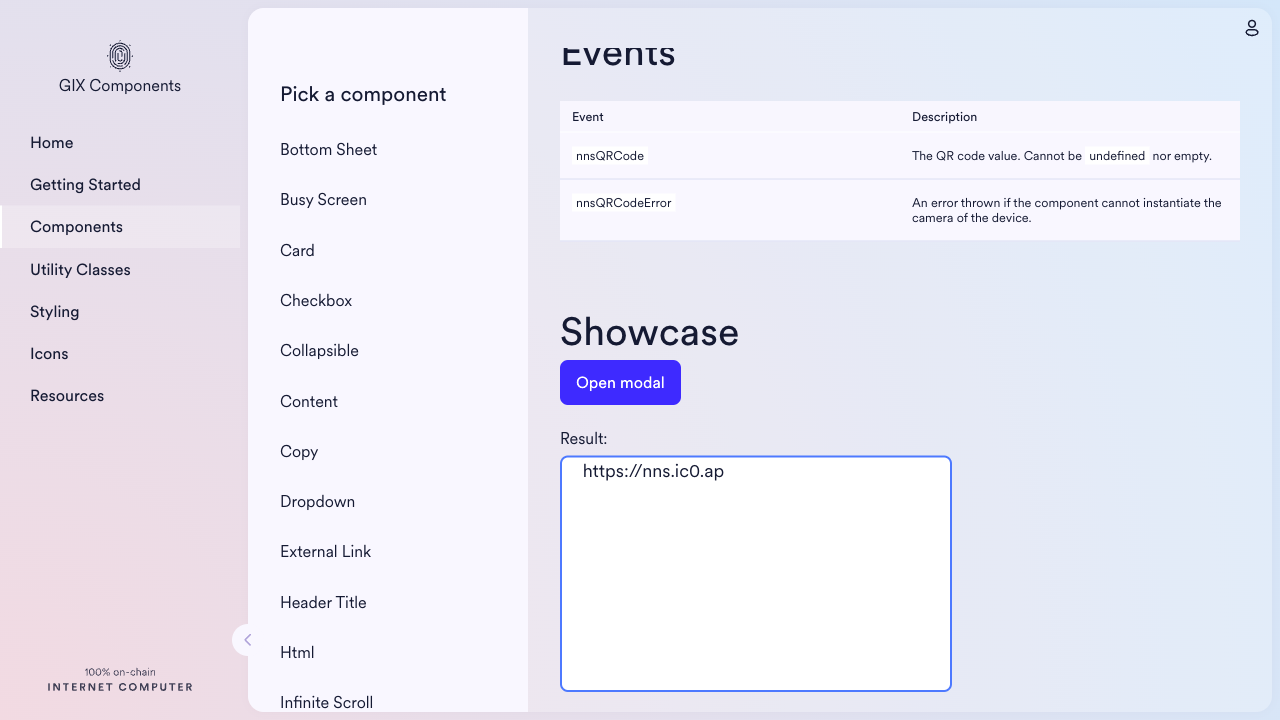 GIX Components
Home
Getting Started
Components
Utility Classes
Styling
Icons
Resources
100% on-chain
INTERNET COMPUTER
Pick a component
Bottom Sheet
Busy Screen
Card
Checkbox
Collapsible
Content
Copy
Dropdown
External Link
Header Title
Html
Infinite Scroll
Events
Event Description
nnsQRCode The QR code value. Cannot be undefined nor empty.
nnsQRCodeError An error thrown if the component cannot instantiate the
camera of the device.
Showcase
Open modal
Result:
https://nns.ic0.ap